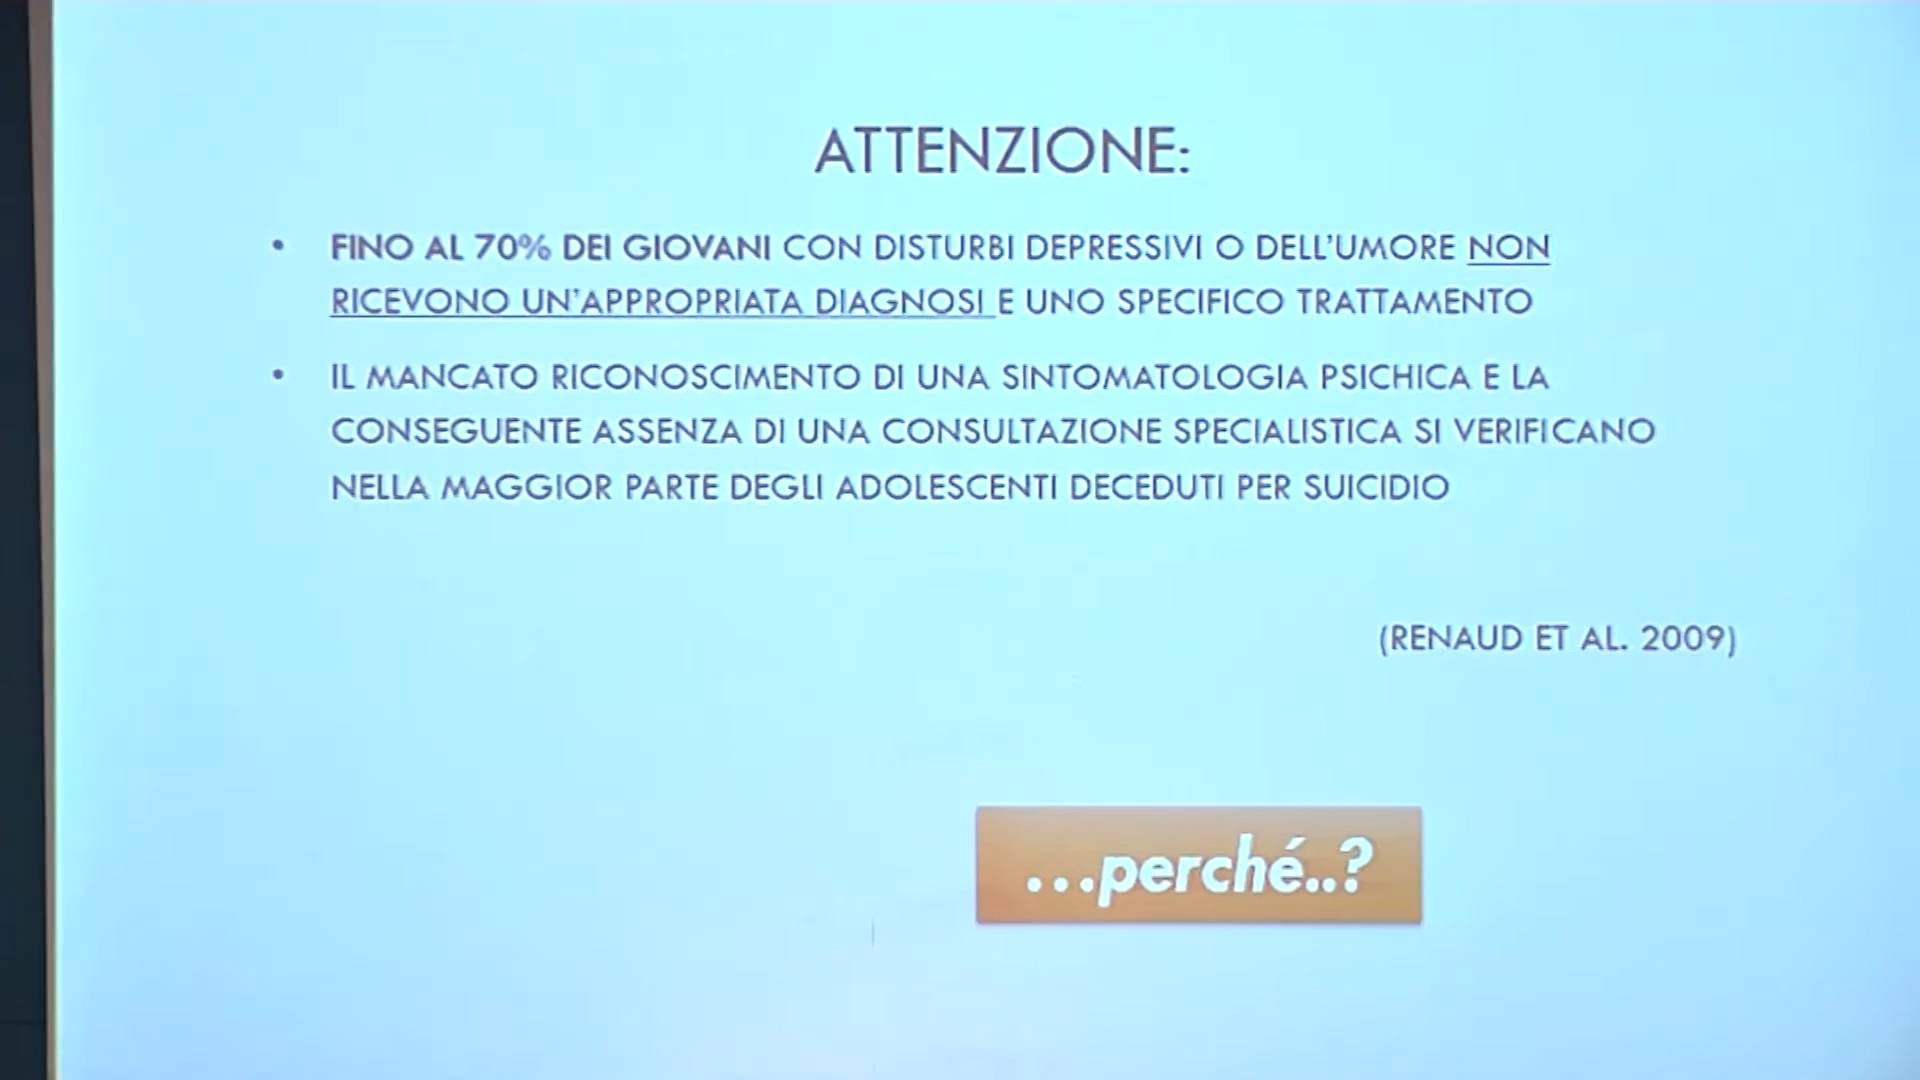 ATTENZIONE:
• FINO AL 70% DEI GIOVANI CON DISTURBI DEPRESSIVI O DELL'UMORE NON
RICEVONO UN'APPROPRIATA DIAGNOSI E UNO SPECIFICO TRATTAMENTO
• IL MANCATO RICONOSCIMENTO DI UNA SINTOMATOLOGIA PSICHICA E LA
CONSEGUENTE ASSENZA DI UNA CONSULTAZIONE SPECIALISTICA SI VERIFICANO
NELLA MAGGIOR PARTE DEGLI ADOLESCENTI DECEDUTI PER SUICIDIO
(RENAUD ET AL. 2009)
...perché..?